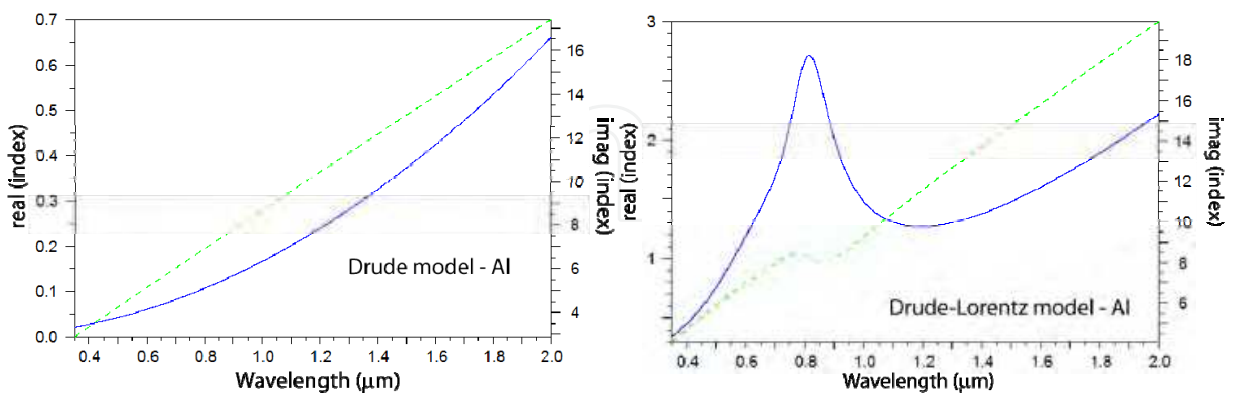 0.7
0.6
0.5
0.4
0.3
0.2
0.1
0.0
real (index)
16
14
12
10
8
6
4
imag (index)
0.4 0.6 0.8 1.0 1.2 1.4 1.6 1.8 2.0
Wavelength (μm)
Drude model - Al
3
2
1
real (index)
18
16
14
12
10
8
6
imag (index)
0.4 0.6 0.8 1.0 1.2 1.4 1.6 1.8 2.0
Wavelength (μm)
Drude-Lorentz model - Al